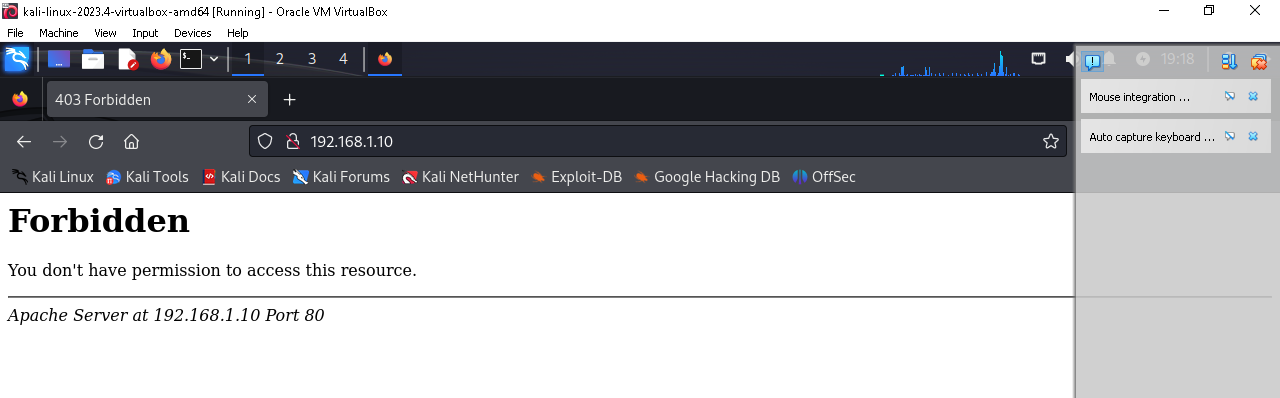 kali-linux-2023.4-virtualbox-amd64 [Running] - Oracle VM VirtualBox
File Machine View Input Devices Help
1 2 3 4 19:18
403 Forbidden
Mouse integration ...
192.168.1.10
Auto capture keyboard ...
Kali Linux Kali Tools Kali Docs Kali Forums Kali NetHunter Exploit-DB Google Hacking DB OffSec
Forbidden
You don't have permission to access this resource.
Apache Server at 192.168.1.10 Port 80